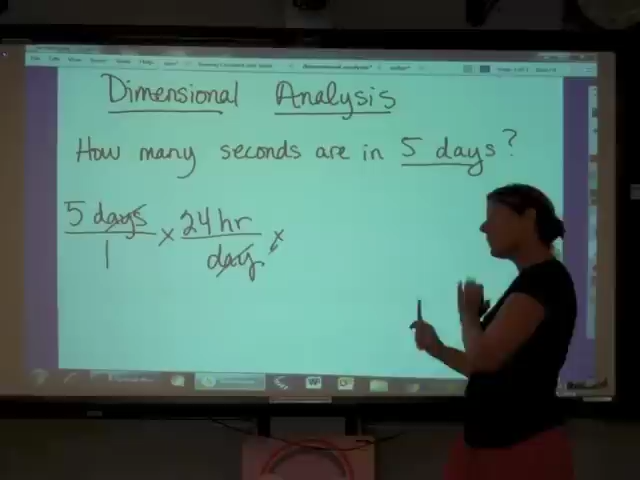 Dimensional Analysis
How many seconds are in 5 days?
5 days × 24 hr ×
1 day